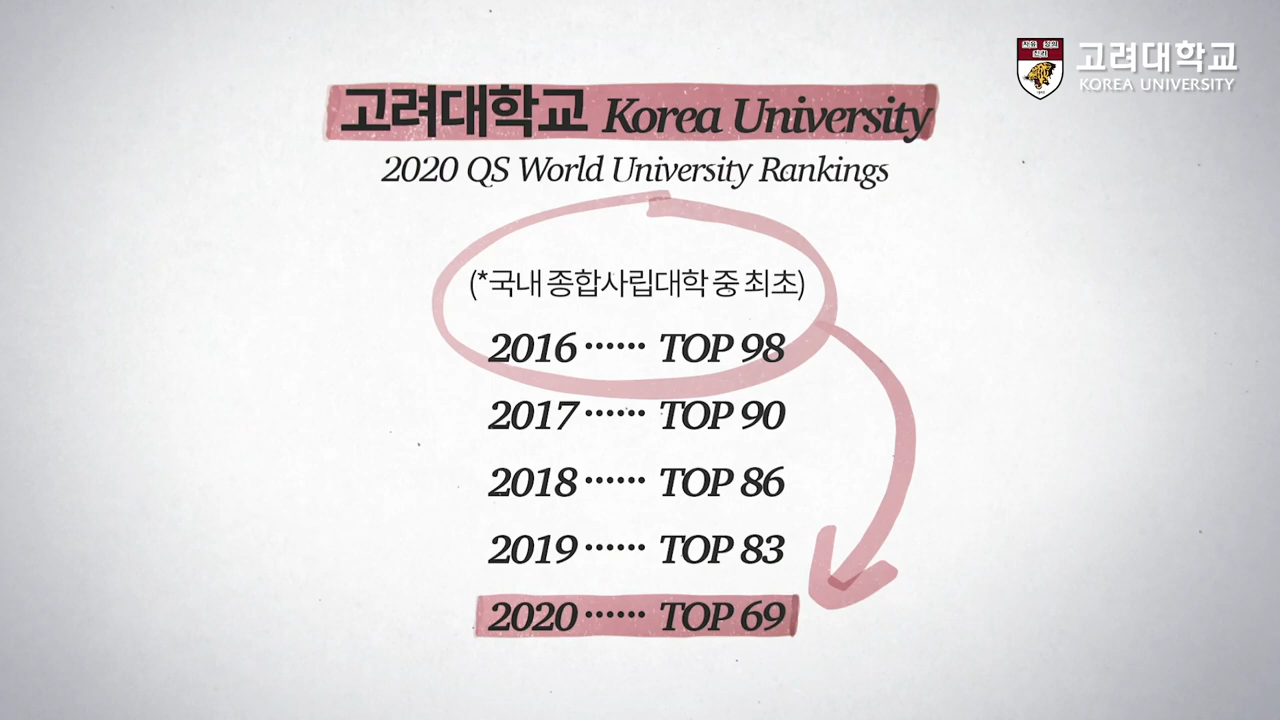 고려대학교
KOREA UNIVERSITY
고려대학교 Korea University
2020 QS World University Rankings
(*국내 종합사립대학 중 최초)
2016 ······ TOP 98
2017 ······ TOP 90
2018 ······ TOP 86
2019 ······ TOP 83
2020 ······ TOP 69